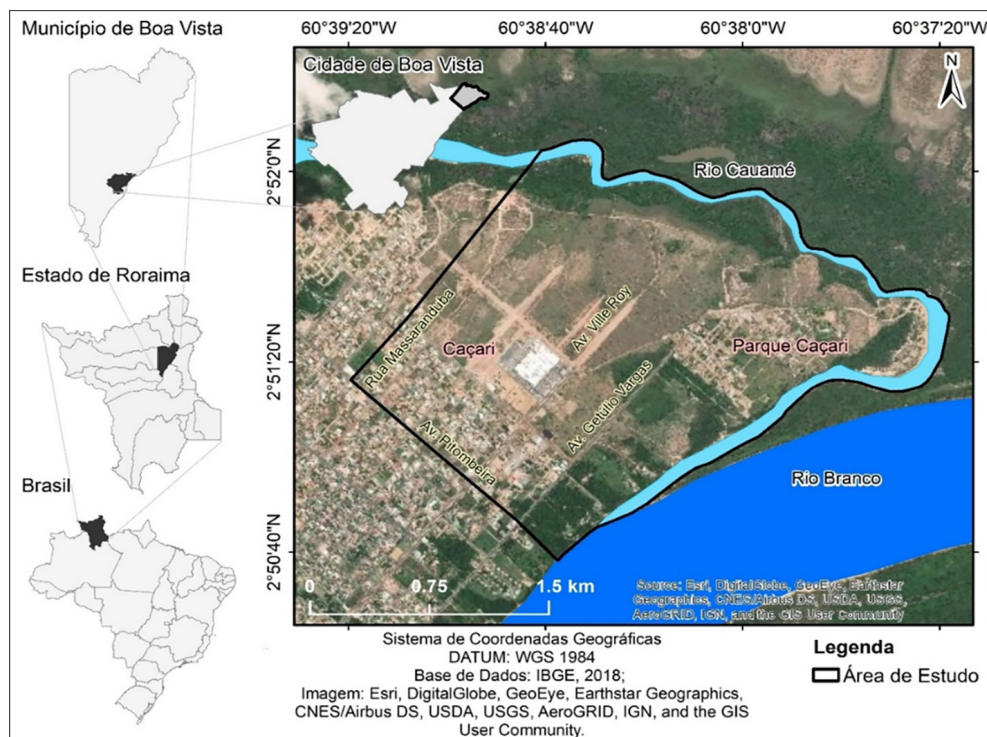 Município de Boa Vista
Estado de Roraima
Brasil
60°39'20"W
60°38'40"W
60°38'0"W
60°37'20"W
2°52'0"N
2°51'20"N
2°50'40"N
Cidade de Boa Vista
N
Rio Cauamé
Rua Massaranduba
Caçari
Av. Ville Roy
Parque Caçari
Av. Getúlio Vargas
Av. Pitombeira
Rio Branco
0 0.75 1.5 km
Source: Esri, DigitalGlobe, GeoEye, Earthstar
Geographics, CNES/Airbus DS, USDA, USGS,
AeroGRID, IGN, and the GIS User Community
Sistema de Coordenadas Geográficas
DATUM: WGS 1984
Base de Dados: IBGE, 2018;
Imagem: Esri, DigitalGlobe, GeoEye, Earthstar Geographics,
CNES/Airbus DS, USDA, USGS, AeroGRID, IGN, and the GIS
User Community.
Legenda
Área de Estudo